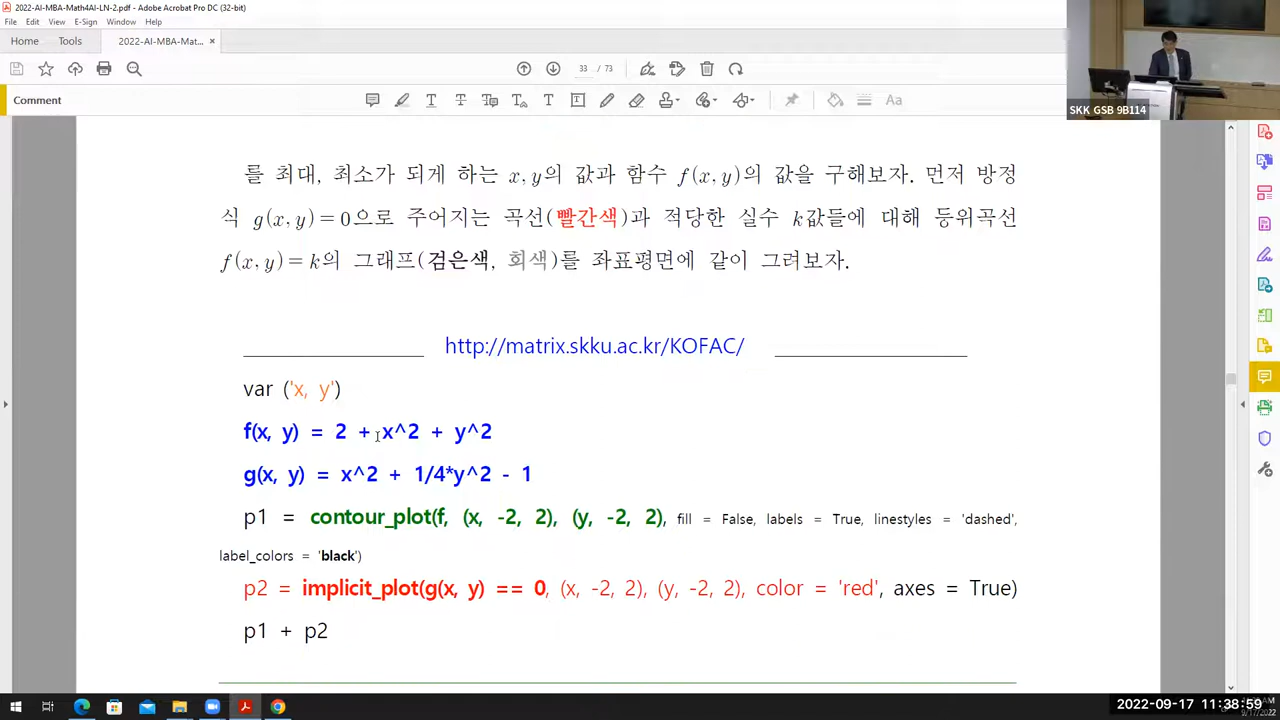 2022-AI-MBA-Math4AI-LN-2.pdf - Adobe Acrobat Pro DC (32-bit)
File Edit View E-Sign Window Help
Home Tools 2022-AI-MBA-Mat... ×
33 / 73
Comment
SKK GSB 9B114
를 최대, 최소가 되게 하는 x, y의 값과 함수 f(x, y)의 값을 구해보자. 먼저 방정
식 g(x, y) = 0으로 주어지는 곡선(빨간색)과 적당한 실수 k값들에 대해 등위곡선
f(x, y) = k의 그래프(검은색, 회색)를 좌표평면에 같이 그려보자.
http://matrix.skku.ac.kr/KOFAC/
var ('x, y')
f(x, y) = 2 + x^2 + y^2
g(x, y) = x^2 + 1/4*y^2 - 1
p1 = contour_plot(f, (x, -2, 2), (y, -2, 2), fill = False, labels = True, linestyles = 'dashed',
label_colors = 'black')
p2 = implicit_plot(g(x, y) == 0, (x, -2, 2), (y, -2, 2), color = 'red', axes = True)
p1 + p2
2022-09-17 11:38:59